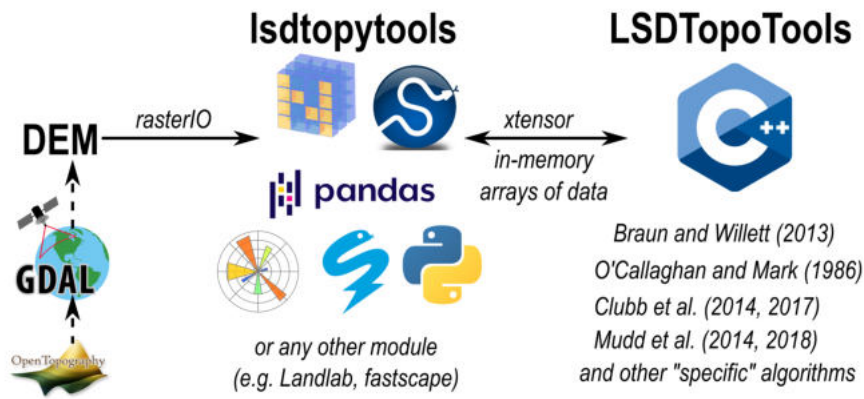 lsdtopytools
LSDTopoTools
DEM
rasterIO
xtensor
in-memory
arrays of data
C++
pandas
GDAL
OpenTopography
or any other module
(e.g. Landlab, fastscape)
Braun and Willett (2013)
O'Callaghan and Mark (1986)
Clubb et al. (2014, 2017)
Mudd et al. (2014, 2018)
and other "specific" algorithms